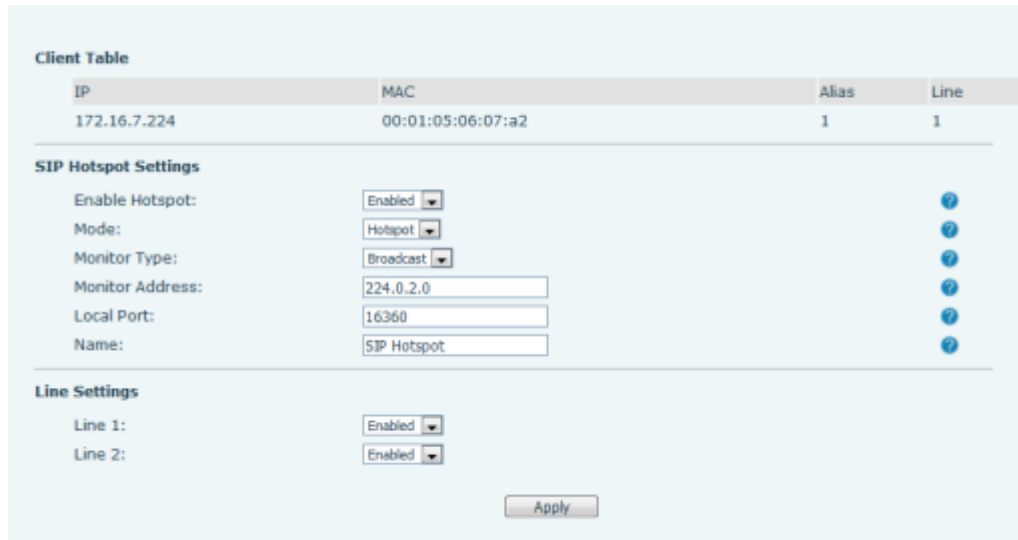 Client Table
IP MAC Alias Line
172.16.7.224 00:01:05:06:07:a2 1 1
SIP Hotspot Settings
Enable Hotspot: Enabled ?
Mode: Hotspot ?
Monitor Type: Broadcast ?
Monitor Address: 224.0.2.0 ?
Local Port: 16360 ?
Name: SIP Hotspot ?
Line Settings
Line 1: Enabled
Line 2: Enabled
Apply